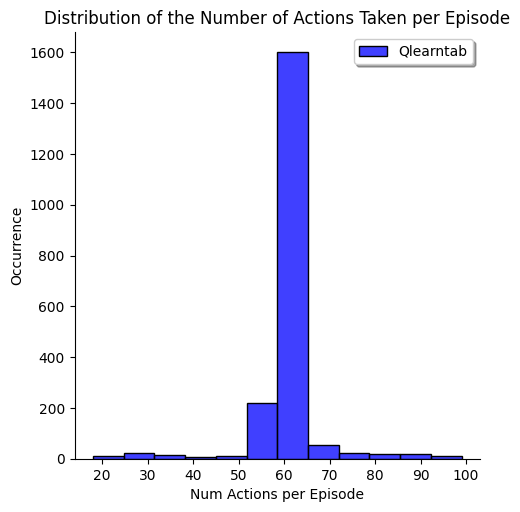 Distribution of the Number of Actions Taken per Episode
Qlearntab
1600
1400
1200
1000
800
600
400
200
0
Occurrence
20 30 40 50 60 70 80 90 100
Num Actions per Episode